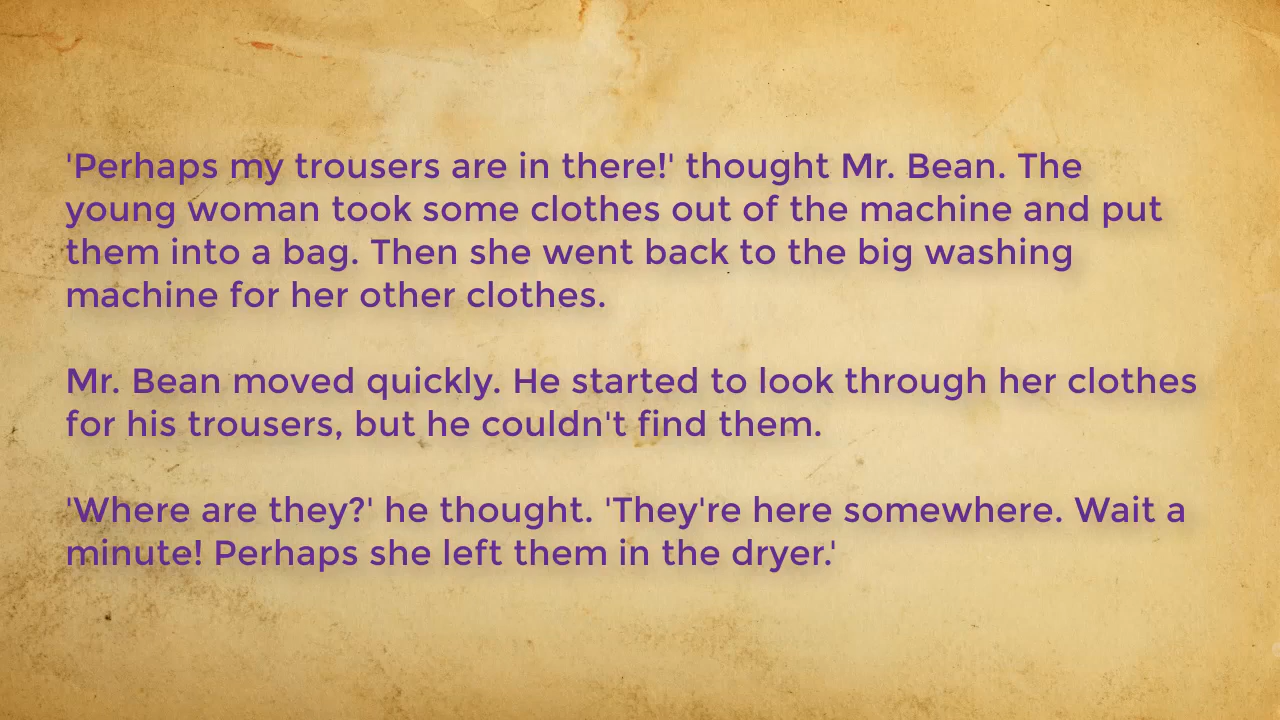 'Perhaps my trousers are in there!' thought Mr. Bean. The
young woman took some clothes out of the machine and put
them into a bag. Then she went back to the big washing
machine for her other clothes.
Mr. Bean moved quickly. He started to look through her clothes
for his trousers, but he couldn't find them.
'Where are they?' he thought. 'They're here somewhere. Wait a
minute! Perhaps she left them in the dryer.'